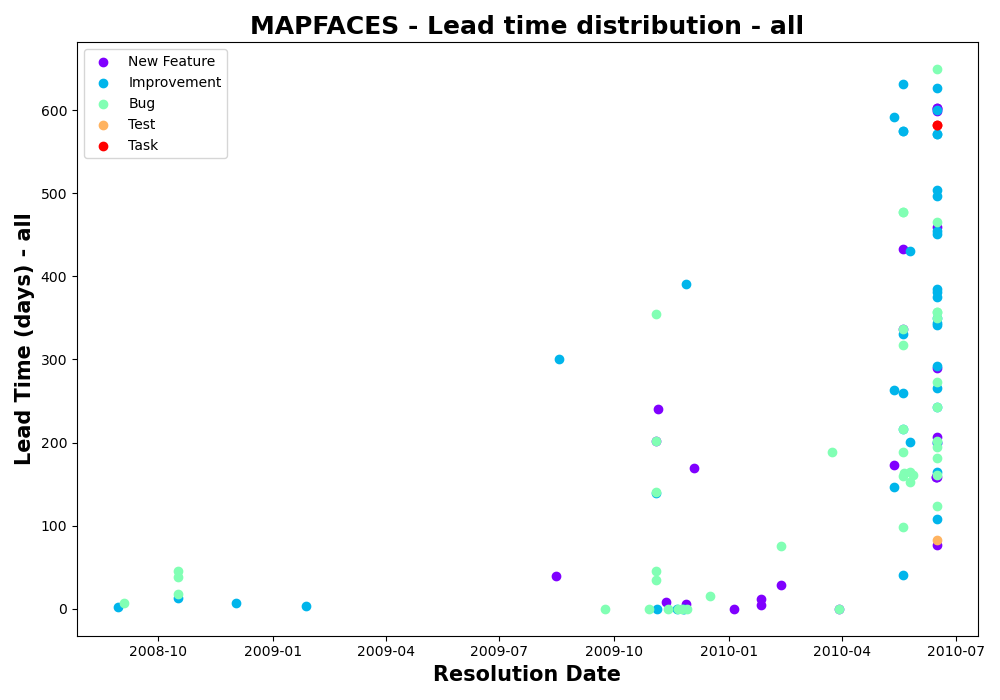 MAPFACES - Lead time distribution - all
New Feature
Improvement
Bug
Test
Task
Lead Time (days) - all
600
500
400
300
200
100
0
2008-10
2009-01
2009-04
2009-07
2009-10
2010-01
2010-04
2010-07
Resolution Date